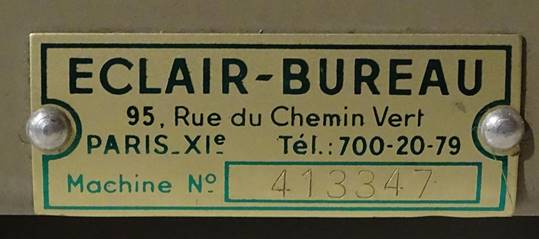 ECLAIR-BUREAU
95, Rue du Chemin Vert
PARIS_XIe Tél.: 700-20-79
Machine No 413347